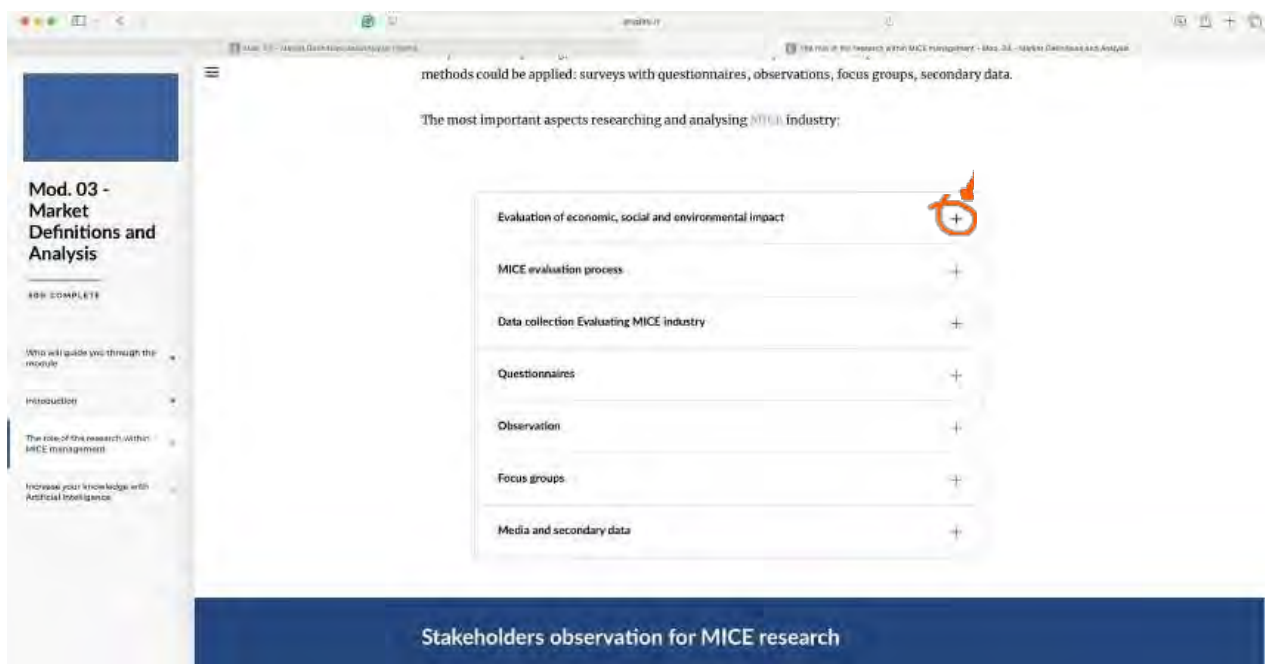 methods could be applied: surveys with questionnaires, observations, focus groups, secondary data.
The most important aspects researching and analysing MICE industry:
Mod. 03 -
Market
Definitions and
Analysis
COMPLETE
Who will guide you through the
module
Introduction
The role of the research within
MICE management
Increase your knowledge with
Artificial Intelligence
Evaluation of economic, social and environmental impact
MICE evaluation process
Data collection Evaluating MICE industry
Questionnaires
Observation
Focus groups
Media and secondary data
Stakeholders observation for MICE research